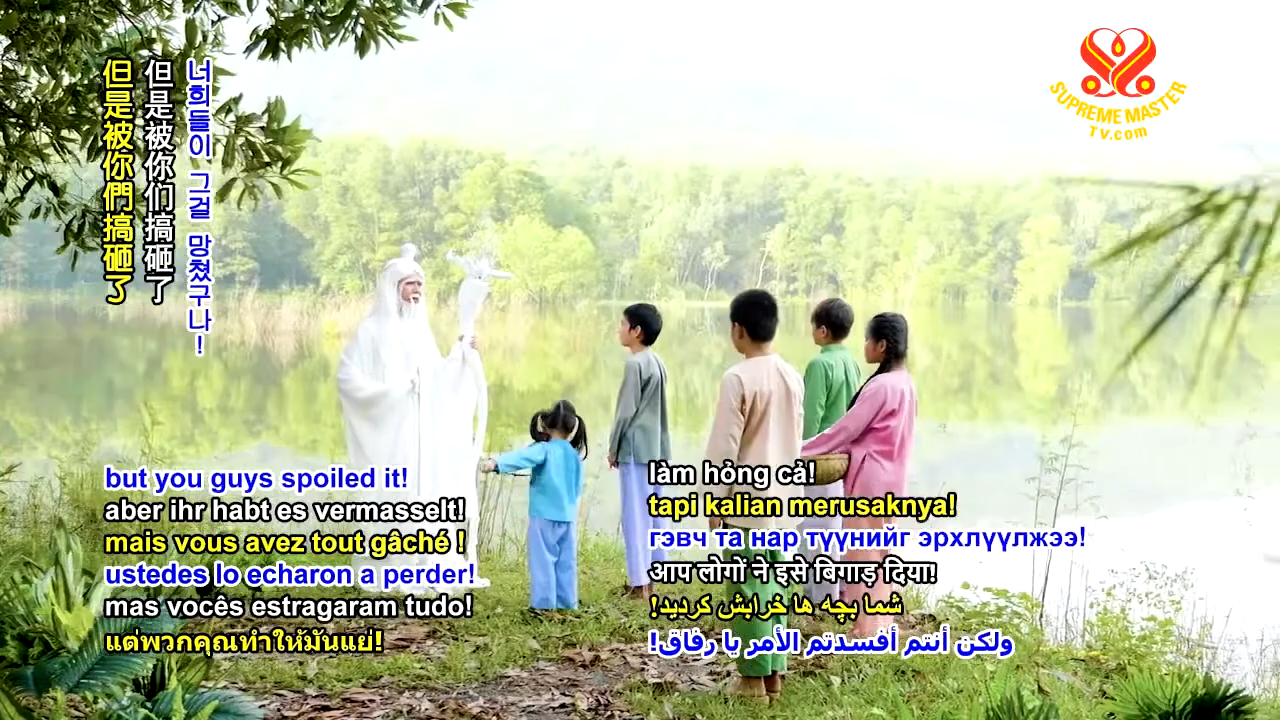 但是被你們搞砸了
但是被你们搞砸了
너희들이 그걸 망쳤구나!
SUPREME MASTER
TV.com
but you guys spoiled it!
aber ihr habt es vermasselt!
mais vous avez tout gâché !
ustedes lo echaron a perder!
mas vocês estragaram tudo!
แต่พวกคุณทำให้มันแย่!
làm hỏng cả!
tapi kalian merusaknya!
гэвч та нар түүнийг эрхлүүлжээ!
आप लोगों ने इसे बिगाड़ दिया!
شما بچه ها خرابش کردید!
ولكن أنتم أفسدتم الأمر يا رفاق!